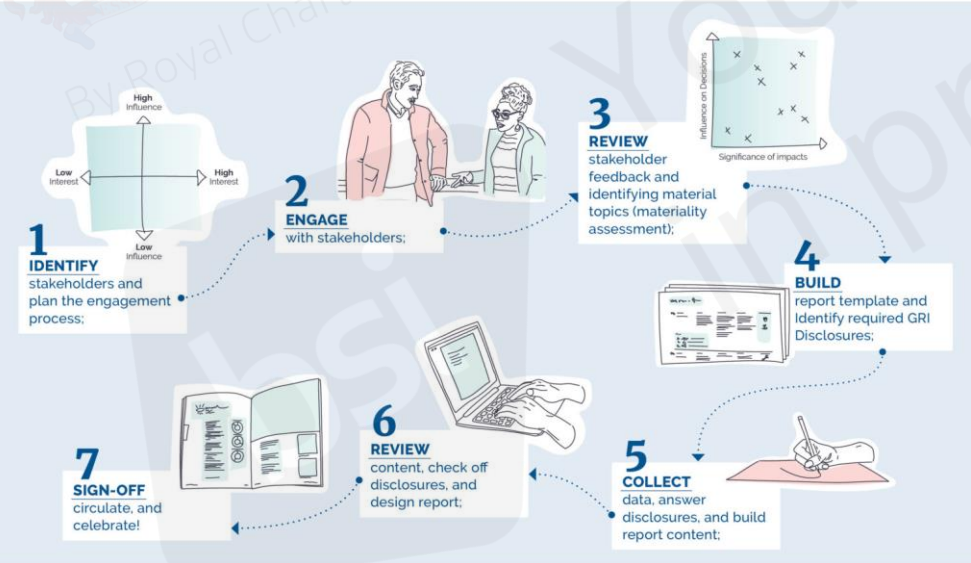 By Royal Chart
bsi
High
Influence
Low
Interest
High
Interest
Low
Influence
1
IDENTIFY
stakeholders and
plan the engagement
process;
2
ENGAGE
with stakeholders;
3
REVIEW
stakeholder
feedback and
identifying material
topics (materiality
assessment);
Influence on Decisions
Significance of impacts
4
BUILD
report template and
Identify required GRI
Disclosures;
5
COLLECT
data, answer
disclosures, and build
report content;
6
REVIEW
content, check off
disclosures, and
design report;
7
SIGN-OFF
circulate, and
celebrate!